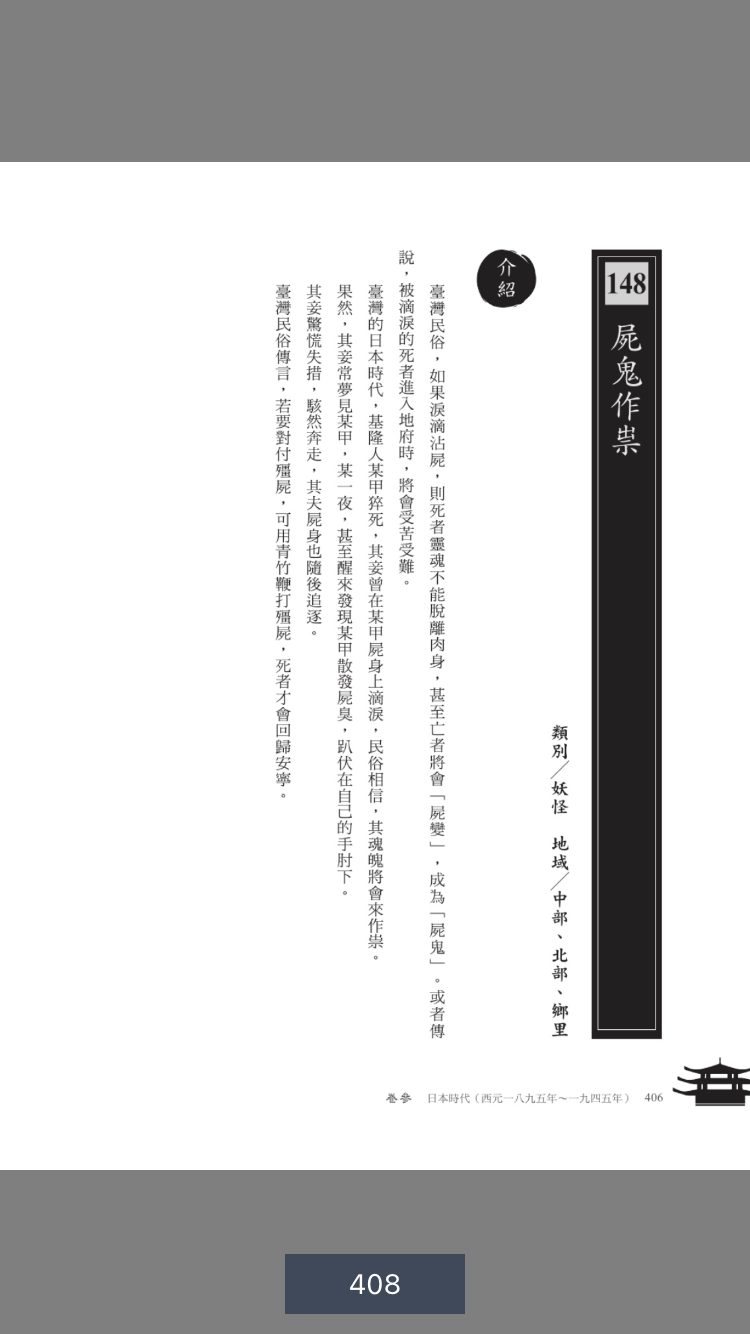 148
屍鬼作祟
類別／妖怪　地域／中部、北部、鄉里
介紹
臺灣民俗，如果淚滴沾屍，則死者靈魂不能脫離肉身，甚至亡者將會「屍變」，成為「屍鬼」。或者傳
說，被滴淚的死者進入地府時，將會受苦受難。
臺灣的日本時代，基隆人某甲猝死，其妾曾在某甲屍身上滴淚，民俗相信，其魂魄將會來作祟。
果然，其妾常夢見某甲，某一夜，甚至醒來發現某甲散發屍臭，趴伏在自己的手肘下。
其妾驚慌失措，駭然奔走，其夫屍身也隨後追逐。
臺灣民俗傳言，若要對付殭屍，可用青竹鞭打殭屍，死者才會回歸安寧。
卷參　日本時代（西元一八九五年～一九四五年）　406
408